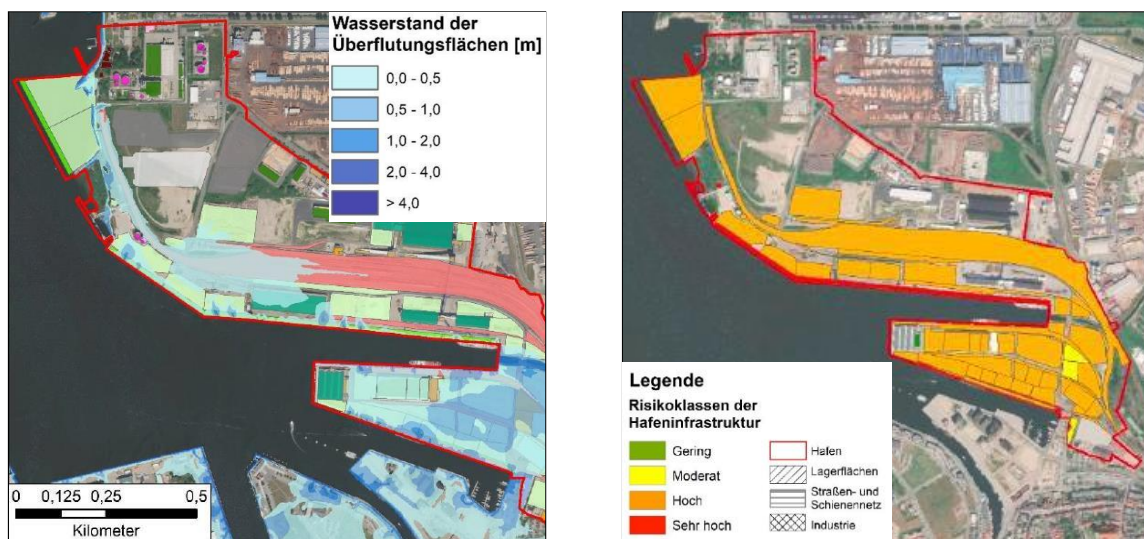 Wasserstand der
Überflutungsflächen [m]
0,0 - 0,5
0,5 - 1,0
1,0 - 2,0
2,0 - 4,0
> 4,0
0 0,125 0,25 0,5
Kilometer
Legende
Risikoklassen der
Hafeninfrastruktur
Gering
Moderat
Hoch
Sehr hoch
Hafen
Lagerflächen
Straßen- und
Schienennetz
Industrie